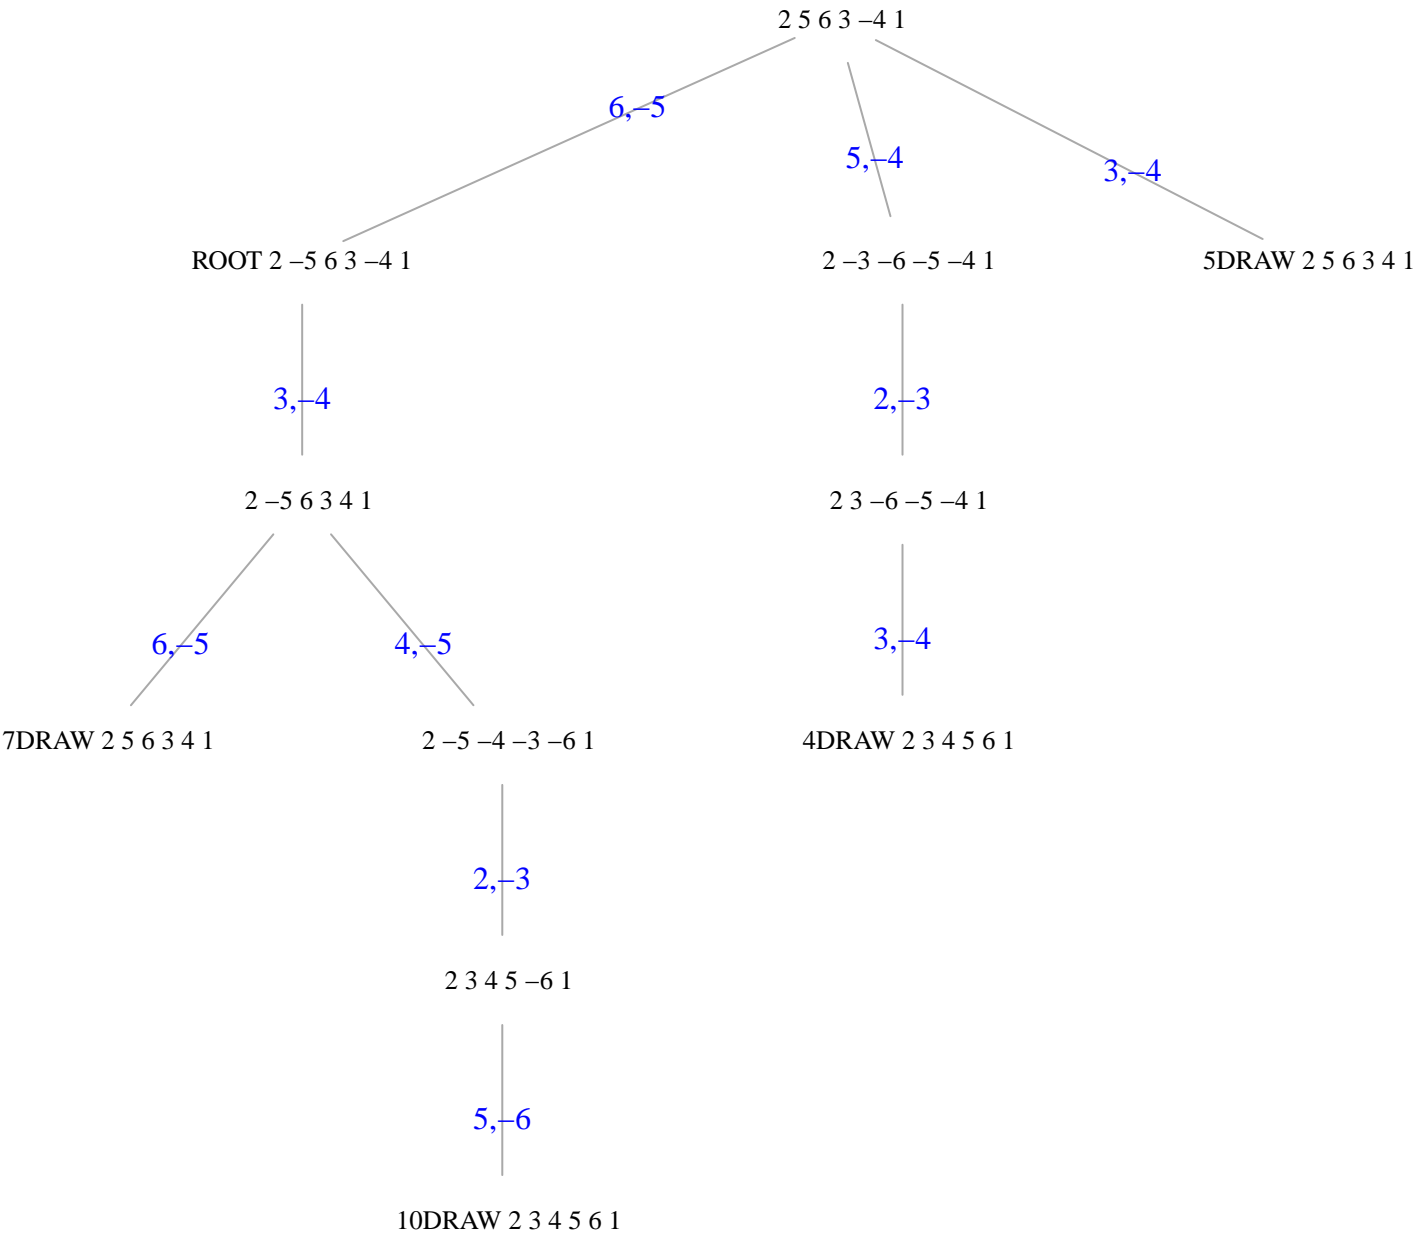 2 5 6 3 –4 1
6,–5
5,–4
3,–4
ROOT 2 –5 6 3 –4 1
2 –3 –6 –5 –4 1
5DRAW 2 5 6 3 4 1
3,–4
2,–3
2 –5 6 3 4 1
2 3 –6 –5 –4 1
6,–5
4,–5
3,–4
7DRAW 2 5 6 3 4 1
2 –5 –4 –3 –6 1
4DRAW 2 3 4 5 6 1
2,–3
2 3 4 5 –6 1
5,–6
10DRAW 2 3 4 5 6 1